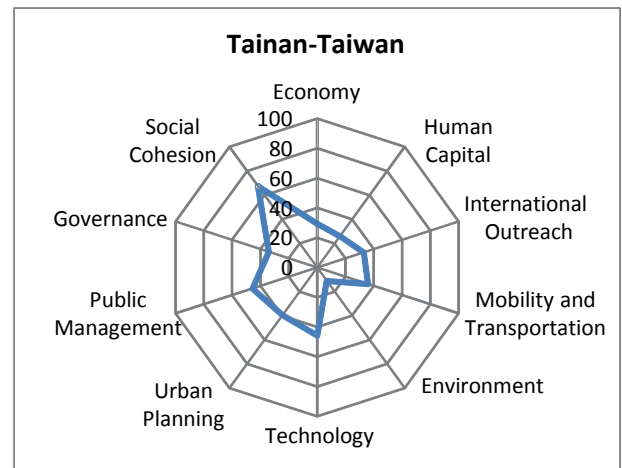 Tainan-Taiwan
Economy
Human
Capital
International
Outreach
Mobility and
Transportation
Environment
Technology
Urban
Planning
Public
Management
Governance
Social
Cohesion
100
80
60
40
20
0